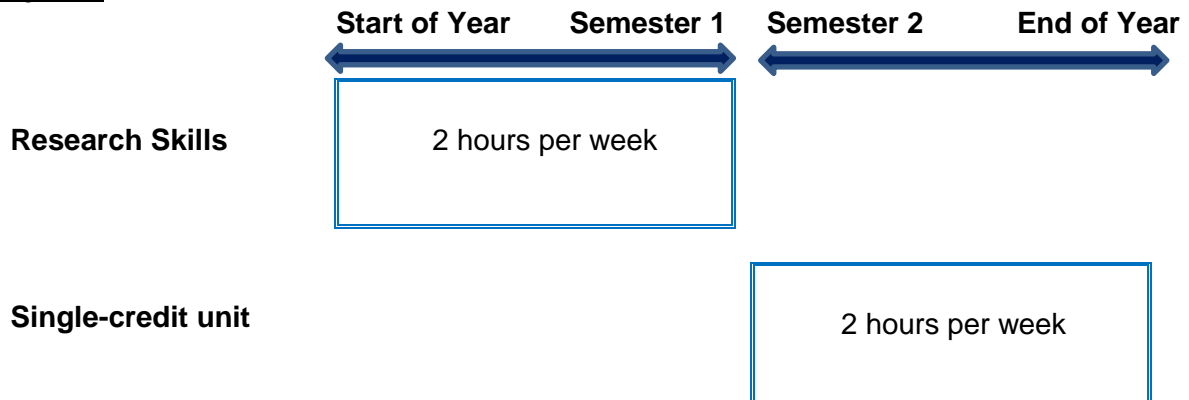 Start of Year Semester 1 Semester 2 End of Year
Research Skills 2 hours per week
Single-credit unit 2 hours per week